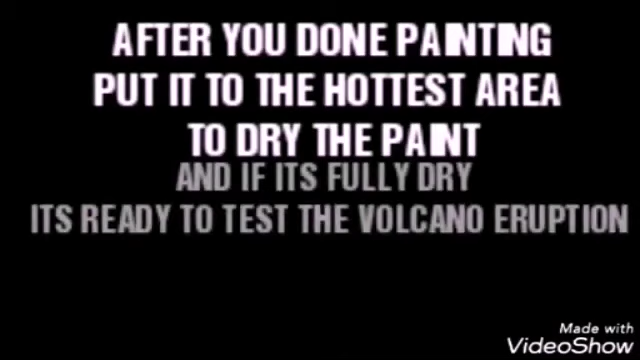 AFTER YOU DONE PAINTING
PUT IT TO THE HOTTEST AREA
TO DRY THE PAINT
AND IF ITS FULLY DRY
ITS READY TO TEST THE VOLCANO ERUPTION
Made with
VideoShow